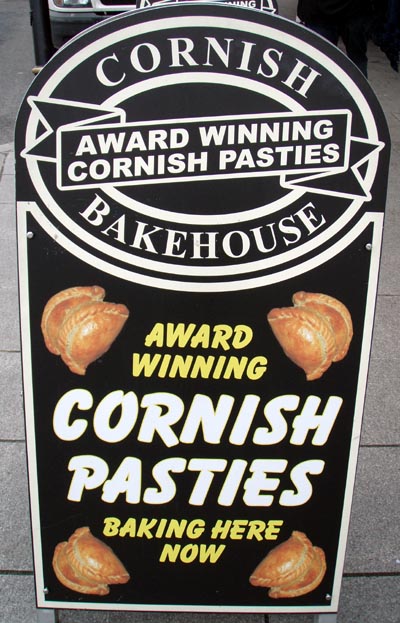 CORNISH
AWARD WINNING
CORNISH PASTIES
BAKEHOUSE
AWARD
WINNING
CORNISH
PASTIES
BAKING HERE
NOW